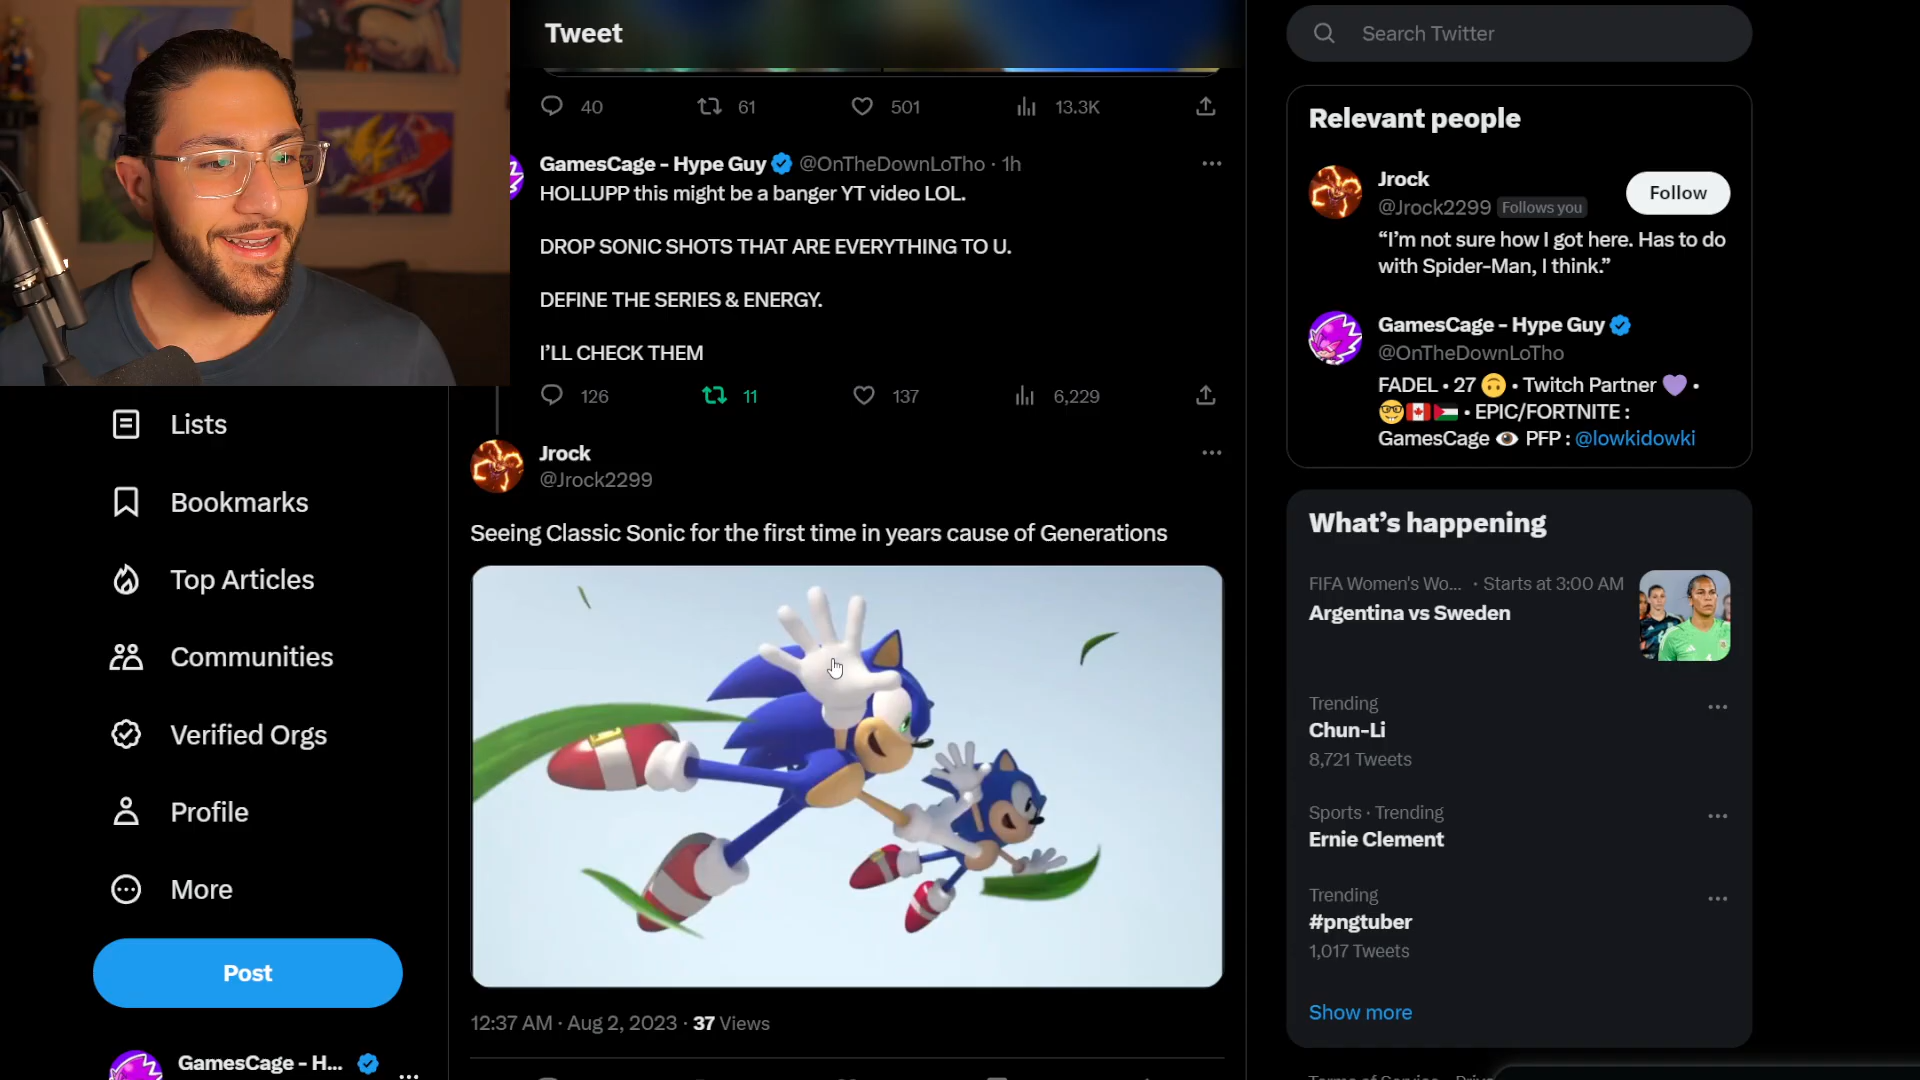 Tweet
40
61
501
13.3K
GamesCage - Hype Guy @OnTheDownLoTho · 1h
HOLLUPP this might be a banger YT video LOL.
DROP SONIC SHOTS THAT ARE EVERYTHING TO U.
DEFINE THE SERIES & ENERGY.
I’LL CHECK THEM
126
11
137
6,229
Jrock
@Jrock2299
Seeing Classic Sonic for the first time in years cause of Generations
12:37 AM · Aug 2, 2023 · 37 Views
Lists
Bookmarks
Top Articles
Communities
Verified Orgs
Profile
More
Post
GamesCage - H...
Search Twitter
Relevant people
Jrock
@Jrock2299 Follows you
Follow
“I’m not sure how I got here. Has to do
with Spider-Man, I think.”
GamesCage - Hype Guy
@OnTheDownLoTho
FADEL • 27 🙃 • Twitch Partner 💜 •
🤓🇨🇦🇵🇸 • EPIC/FORTNITE :
GamesCage 👁 PFP : @lowkidowki
What’s happening
FIFA Women's Wo... · Starts at 3:00 AM
Argentina vs Sweden
Trending
Chun-Li
8,721 Tweets
Sports · Trending
Ernie Clement
Trending
#pngtuber
1,017 Tweets
Show more